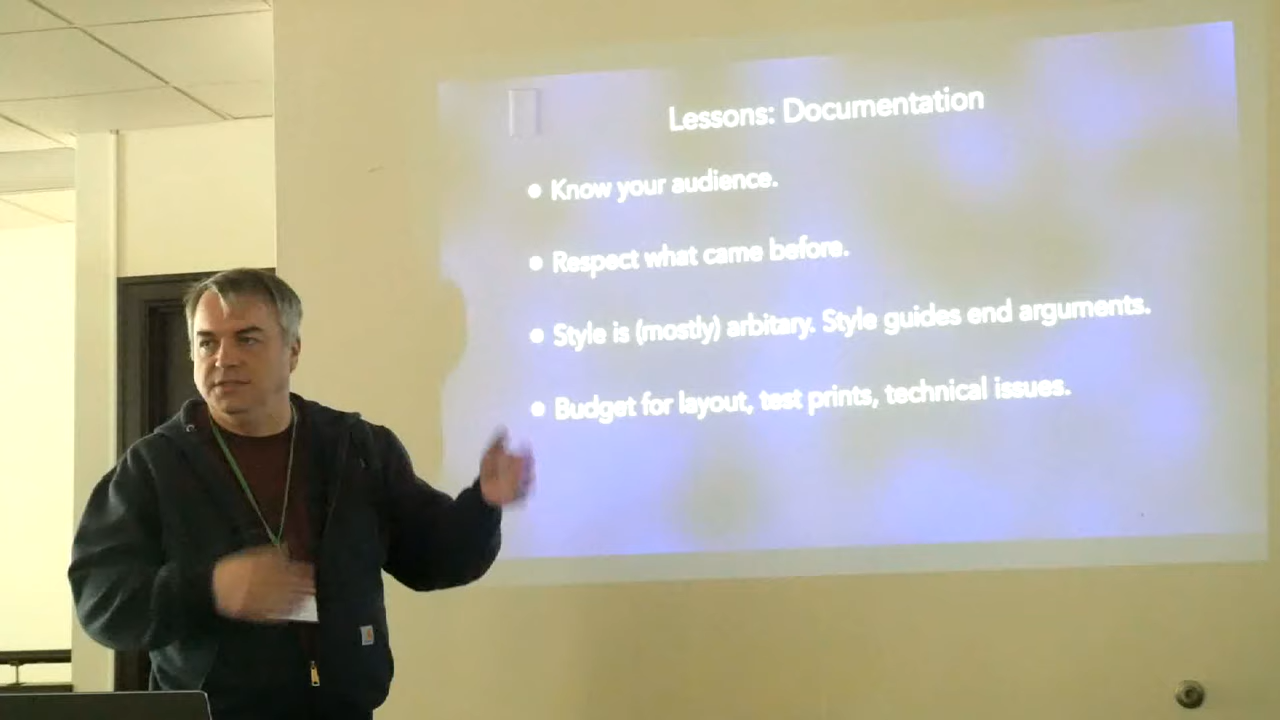 Lessons: Documentation
• Know your audience.
• Respect what came before.
• Style is (mostly) arbitary. Style guides end arguments.
• Budget for layout, test prints, technical issues.